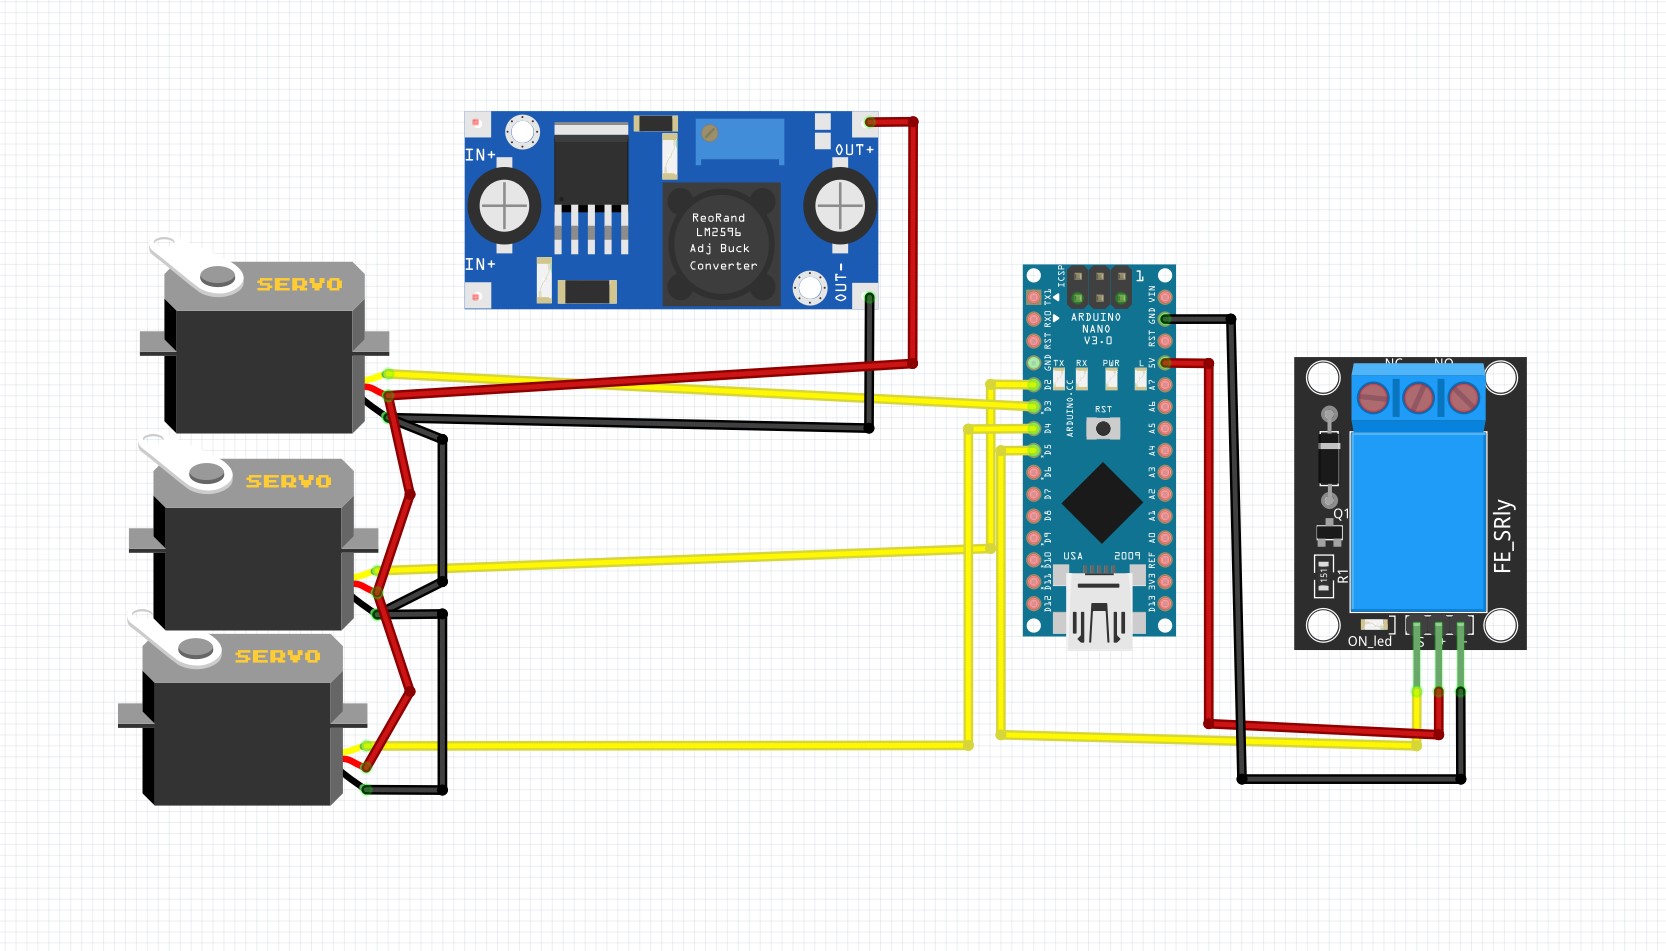 IN+
OUT+
ReoRand
LM2596
Adj Buck
Converter
IN+
OUT-
SERVO
SERVO
SERVO
ICSP
1
TX1
RX0
RST
GND
D2
D3
D4
D5
D6
D7
D8
D9
D10
D11
D12
VIN
GND
RST
5V
A7
A6
A5
A4
A3
A2
A1
A0
REF
3V3
D13
ARDUINO
NANO
V3.0
TX
RX
PWR
L
RST
ARDUINO.CC
USA
2009
NC
NO
Q1
151
R1
FE_SRly
ON_led
S